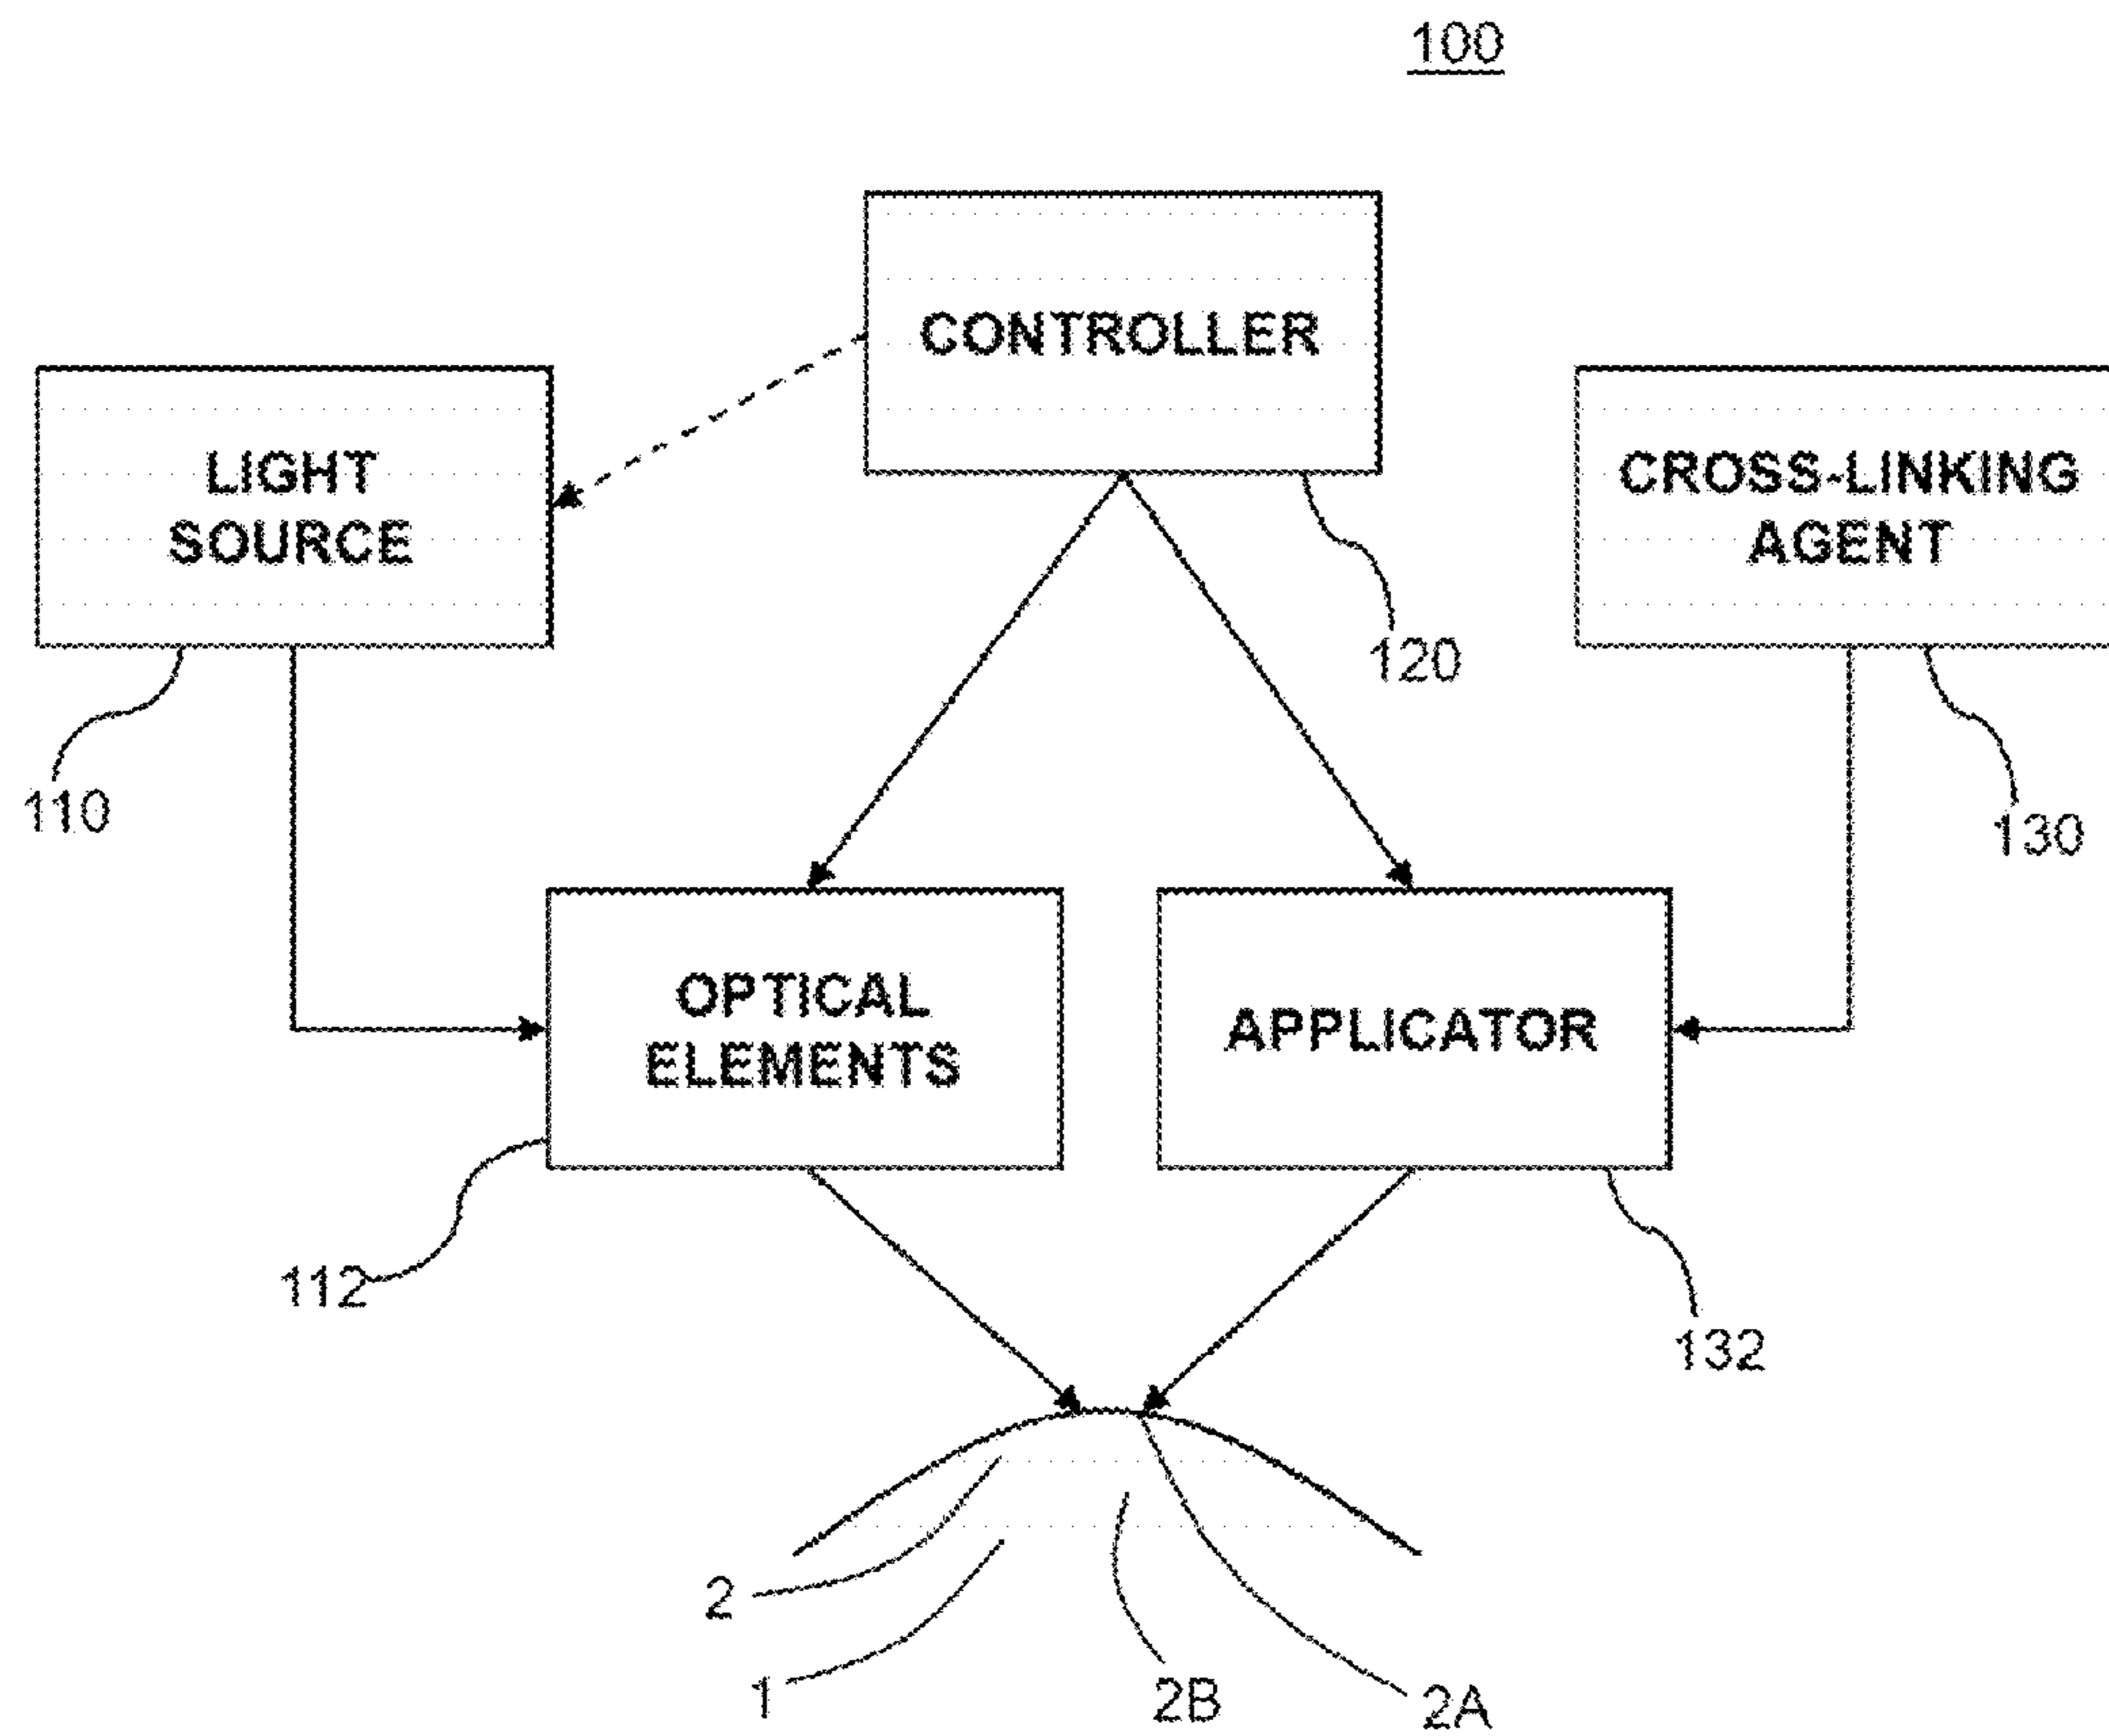 100
CONTROLLER
LIGHT
SOURCE
CROSS-LINKING
AGENT
120
110
130
OPTICAL
ELEMENTS
APPLICATOR
112
132
2
1
2B
2A